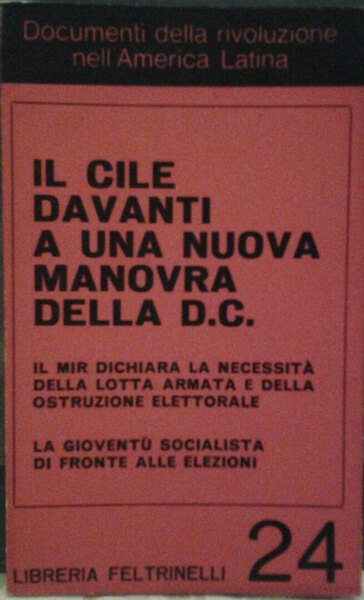 Documenti della rivoluzione
nell'America Latina
IL CILE
DAVANTI
A UNA NUOVA
MANOVRA
DELLA D.C.
IL MIR DICHIARA LA NECESSITÀ
DELLA LOTTA ARMATA E DELLA
OSTRUZIONE ELETTORALE
LA GIOVENTÙ SOCIALISTA
DI FRONTE ALLE ELEZIONI
LIBRERIA FELTRINELLI 24